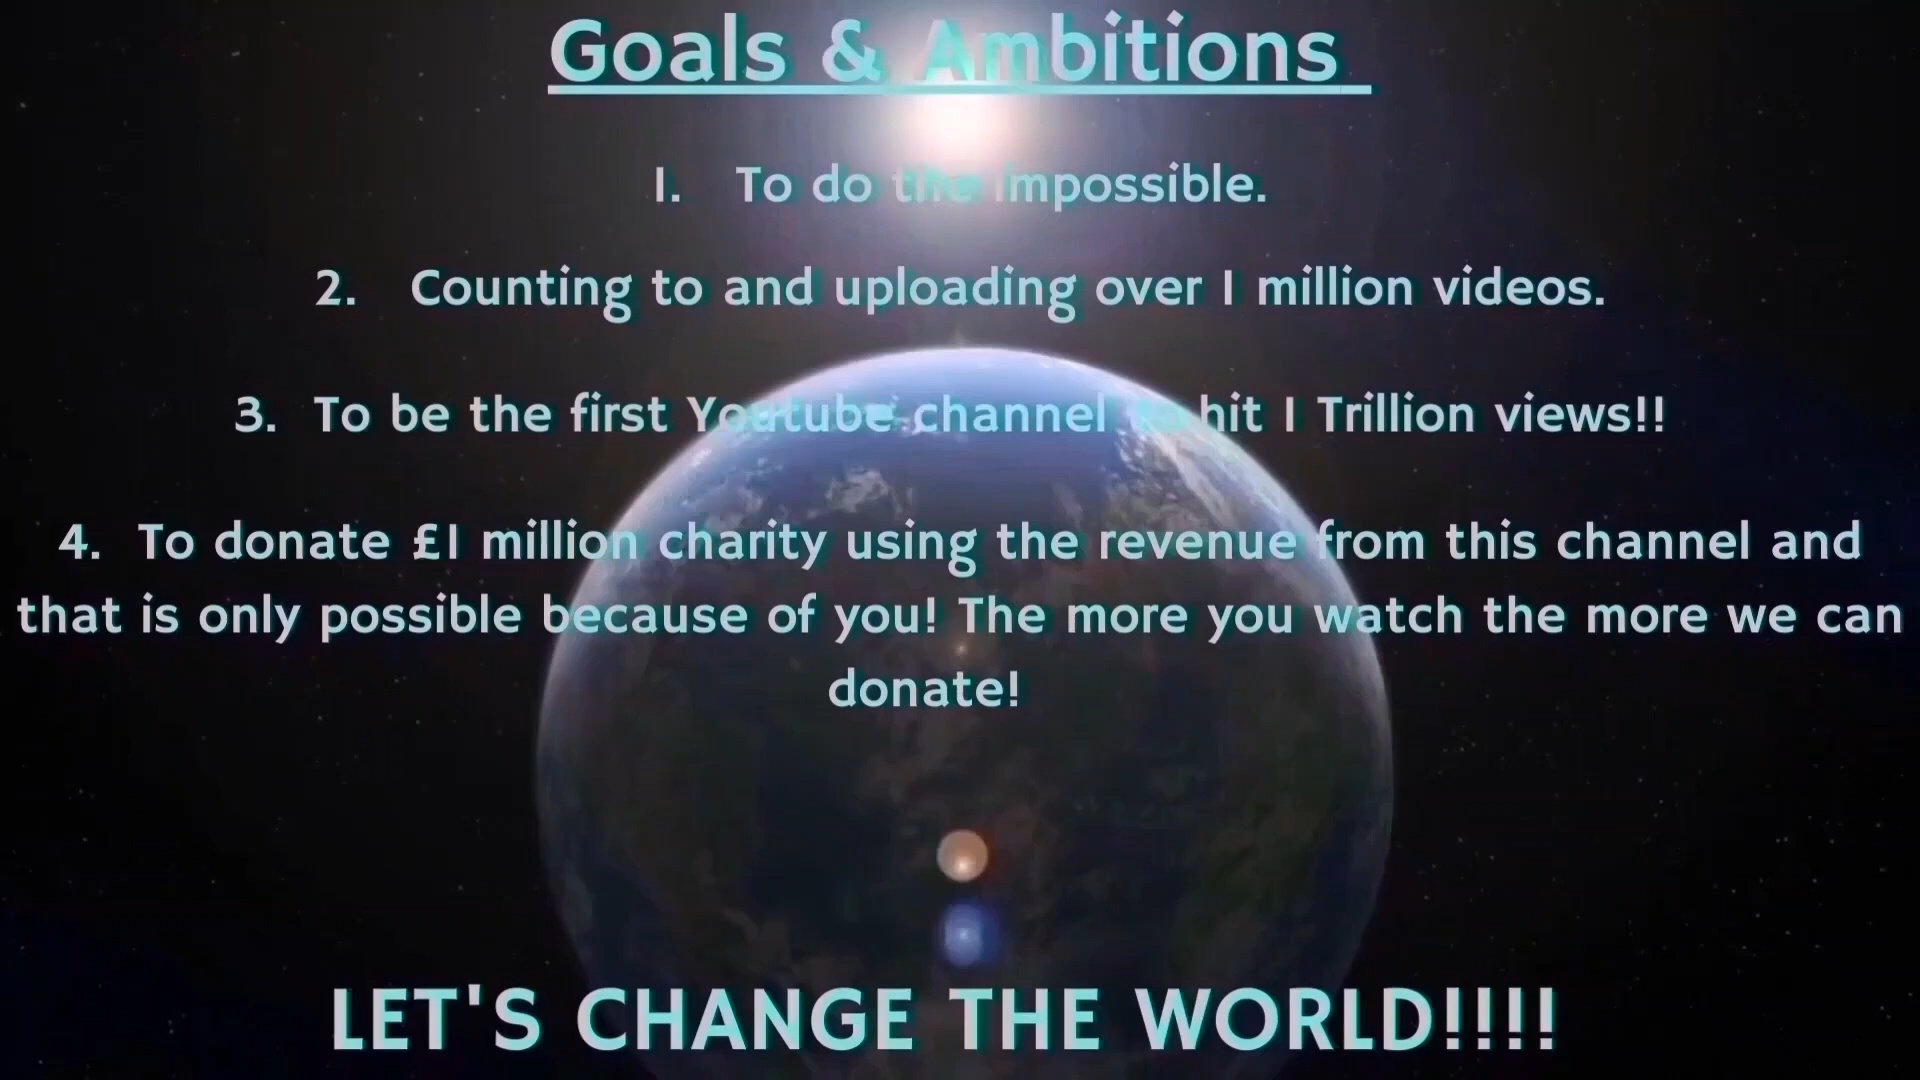 Goals & Ambitions
1. To do the impossible.
2. Counting to and uploading over 1 million videos.
3. To be the first Youtube channel to hit 1 Trillion views!!
4. To donate £1 million charity using the revenue from this channel and
that is only possible because of you! The more you watch the more we can
donate!
LET'S CHANGE THE WORLD!!!!